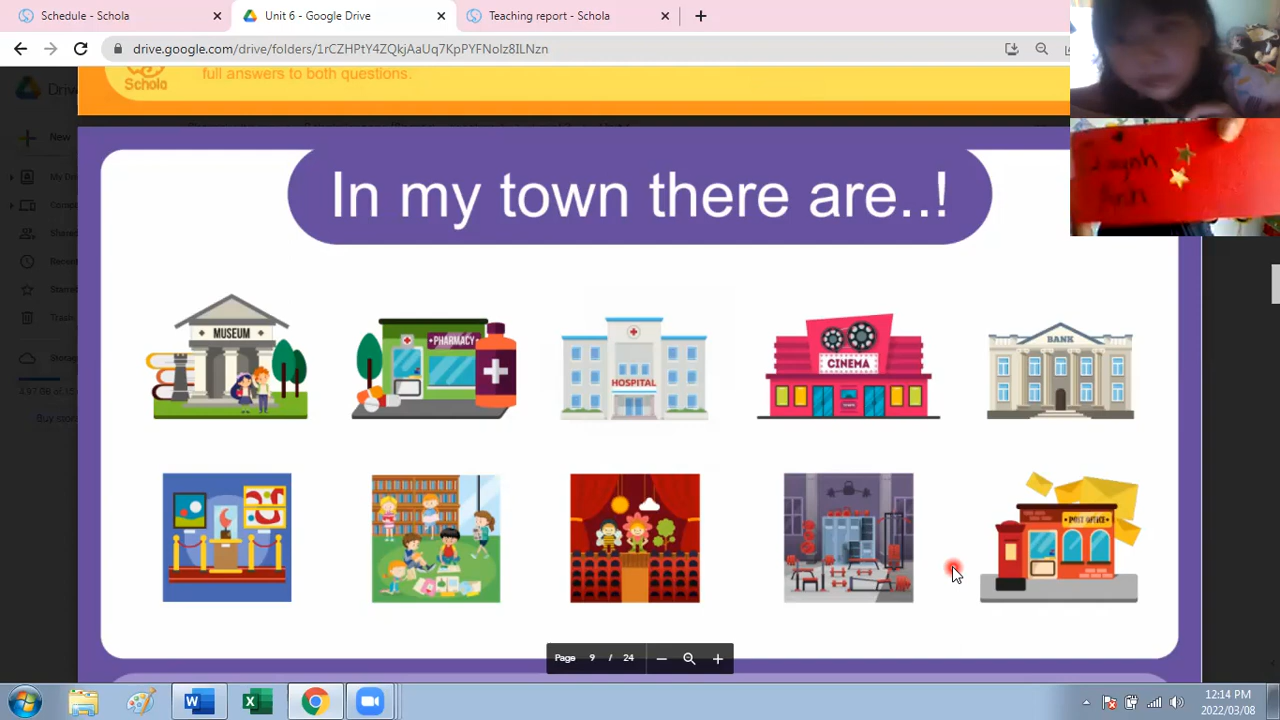 Schedule - Schola
Unit 6 - Google Drive
Teaching report - Schola
drive.google.com/drive/folders/1rCZHPtY4ZQkjAaUq7KpPYFNolz8ILNzn
Schola
full answers to both questions.
New
In my town there are..!
MUSEUM
PHARMACY
HOSPITAL
CINEMA
BANK
POST OFFICE
Page 9 / 24
12:14 PM
2022/03/08